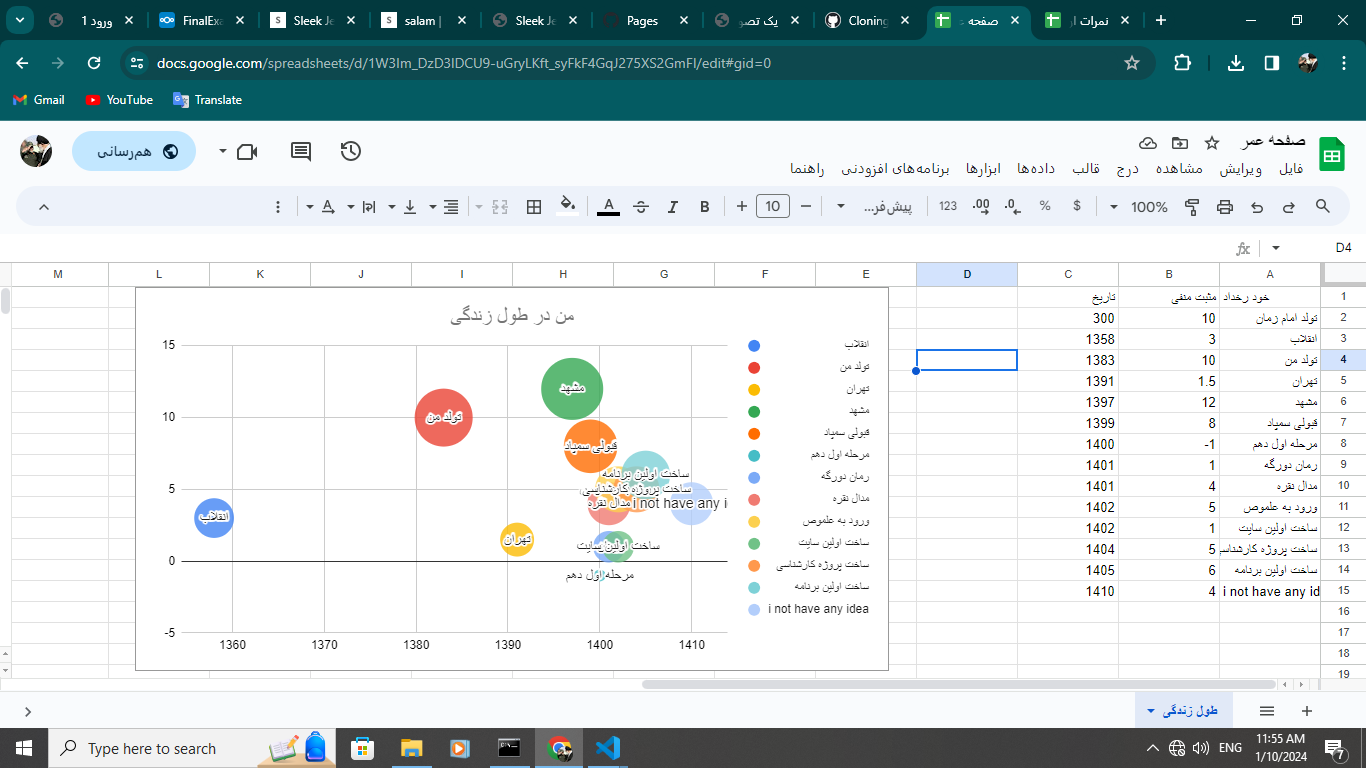 ورود 1
FinalExa
Sleek Je
salam |
Sleek Je
Pages
یک تصو
Cloning
صفحه ع
نمرات ار
docs.google.com/spreadsheets/d/1W3Im_DzD3IDCU9-uGryLKft_syFkF4GqJ275XS2GmFI/edit#gid=0
Gmail YouTube Translate
صفحه عمر
هم‌رسانی
فایل ویرایش مشاهده درج قالب داده‌ها ابزارها برنامه‌های افزودنی راهنما
100% $ % .0 .00 123 پیش‌فر... 10 B I A
D4 fx
M L K J I H G F E D C B A
1 خود رخداد مثبت منفی تاریخ
2 تولد امام زمان 10 300
3 انقلاب 3 1358
4 تولد من 10 1383
5 تهران 1.5 1391
6 مشهد 12 1397
7 قبولی سمپاد 8 1399
8 مرحله اول دهم -1 1400
9 رمان دورگه 1 1401
10 مدال نقره 4 1401
11 ورود به علموص 5 1402
12 ساخت اولین سایت 1 1402
13 ساخت پروژه کارشناسی 5 1404
14 ساخت اولین برنامه 6 1405
15 i not have any id 4 1410
16
17
18
19
من در طول زندگی
15
10
5
0
-5
1360 1370 1380 1390 1400 1410
مشهد
تولد من
قبولی سمپاد
ساخت اولین برنامه
ساخت پروژه کارشناسی
مدال نقره
i not have any i
انقلاب
تهران
ساخت اولین سایت
مرحله اول دهم
انقلاب
تولد من
تهران
مشهد
قبولی سمپاد
مرحله اول دهم
رمان دورگه
مدال نقره
ورود به علموص
ساخت اولین سایت
ساخت پروژه کارشناسی
ساخت اولین برنامه
i not have any idea
طول زندگی
Type here to search
ENG
11:55 AM
1/10/2024
7